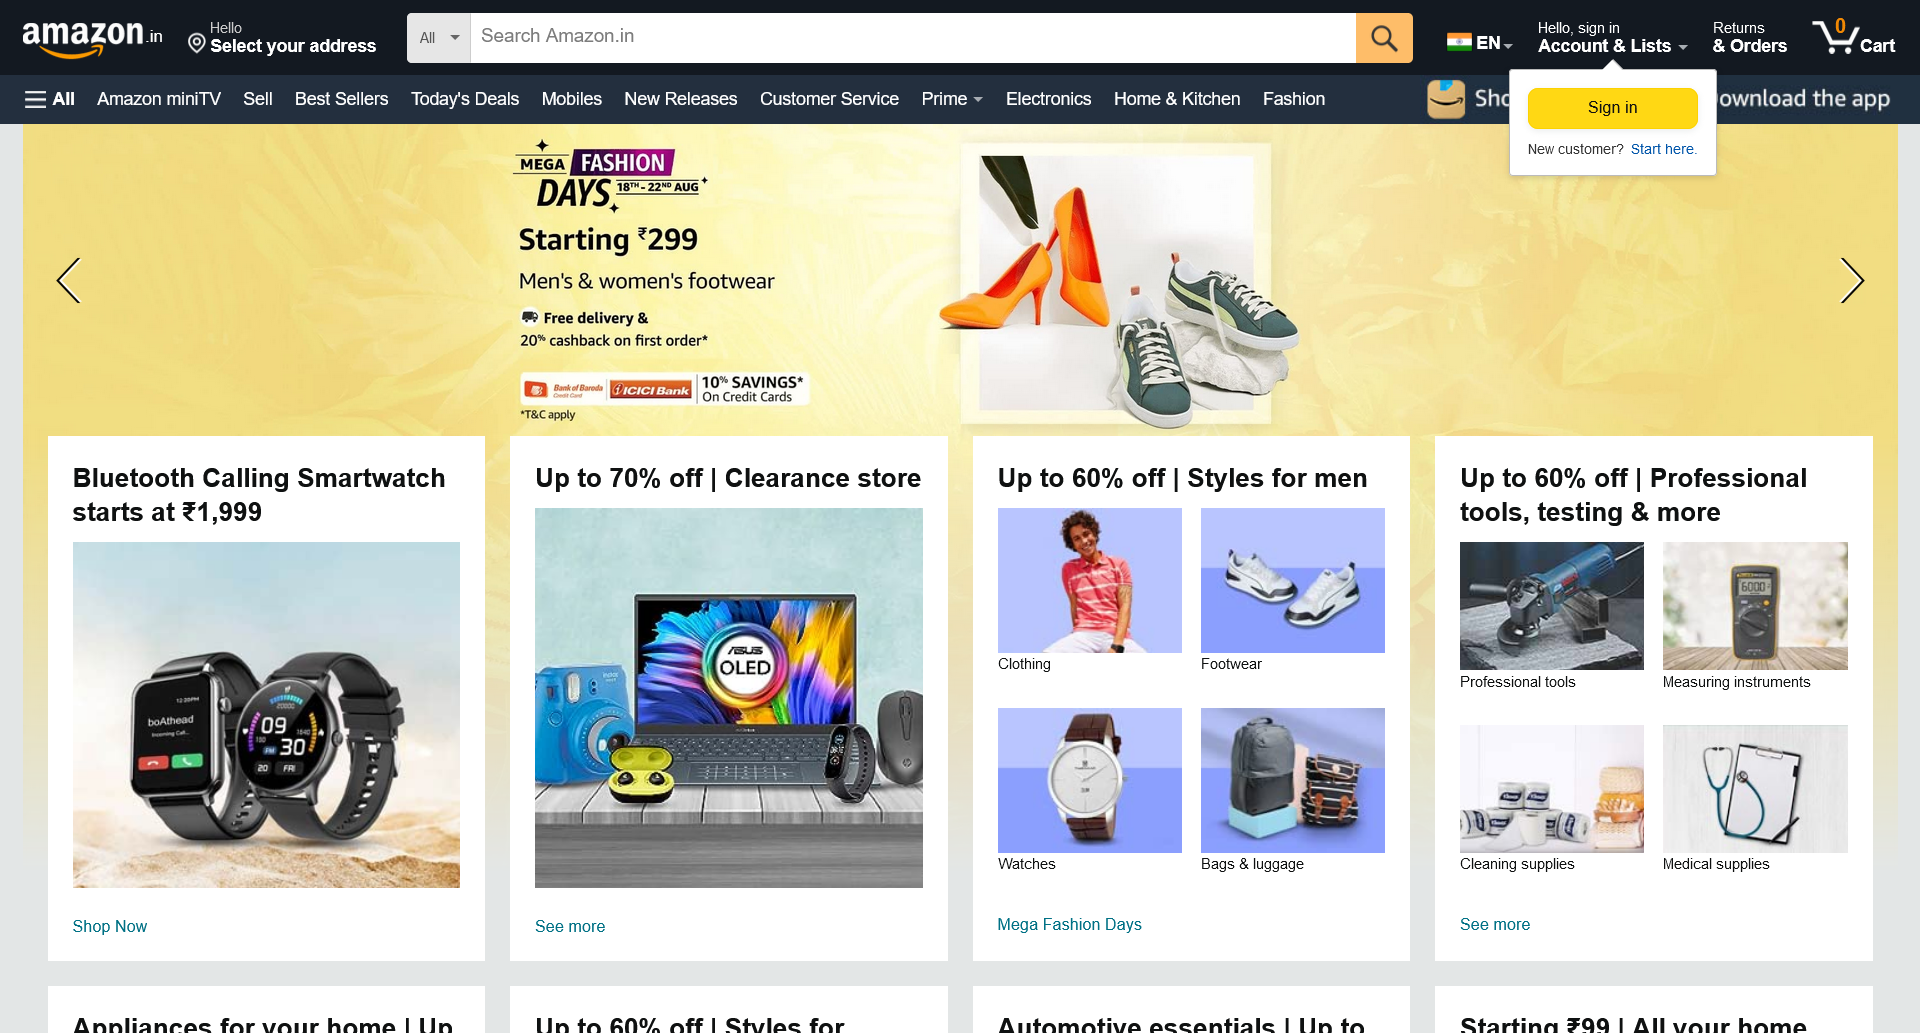 amazon.in
Hello
Select your address
All
Search Amazon.in
EN
Hello, sign in
Account & Lists
Returns
& Orders
0
Cart
All
Amazon miniTV
Sell
Best Sellers
Today's Deals
Mobiles
New Releases
Customer Service
Prime
Electronics
Home & Kitchen
Fashion
ownload the app
Sign in
New customer? Start here.
MEGA FASHION
DAYS 18TH - 22ND AUG
Starting ₹299
Men's & women's footwear
Free delivery &
20% cashback on first order*
Bank of Baroda
Credit Card
ICICI Bank
10% SAVINGS*
On Credit Cards
*T&C apply
Bluetooth Calling Smartwatch
starts at ₹1,999
12:20PM
boAthead
Incoming Call...
09
30
PM
20 FRI
Shop Now
Up to 70% off | Clearance store
ASUS
OLED
See more
Up to 60% off | Styles for men
Clothing
Footwear
Watches
Bags & luggage
Mega Fashion Days
Up to 60% off | Professional
tools, testing & more
Professional tools
6000
Measuring instruments
Cleaning supplies
Medical supplies
See more
Appliances for your home | Up
Up to 60% off | Styles for
Automotive essentials | Up to
Starting ₹99 | All your home